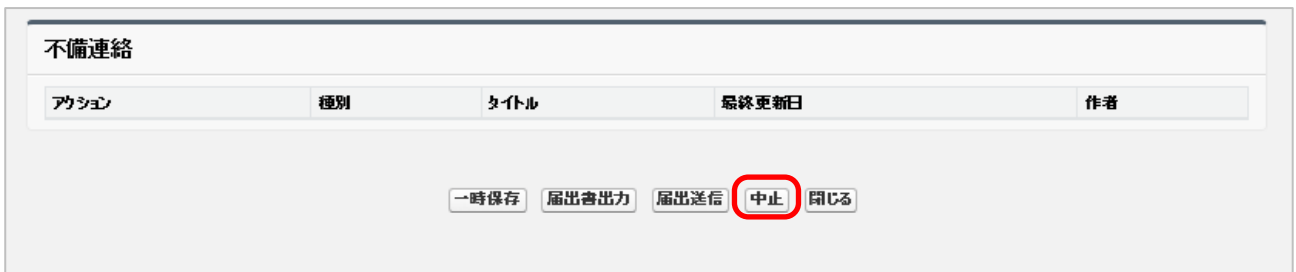 不備連絡
アクション 種別 タイトル 最終更新日 作者
一時保存 届出書出力 届出送信 中止 閉じる